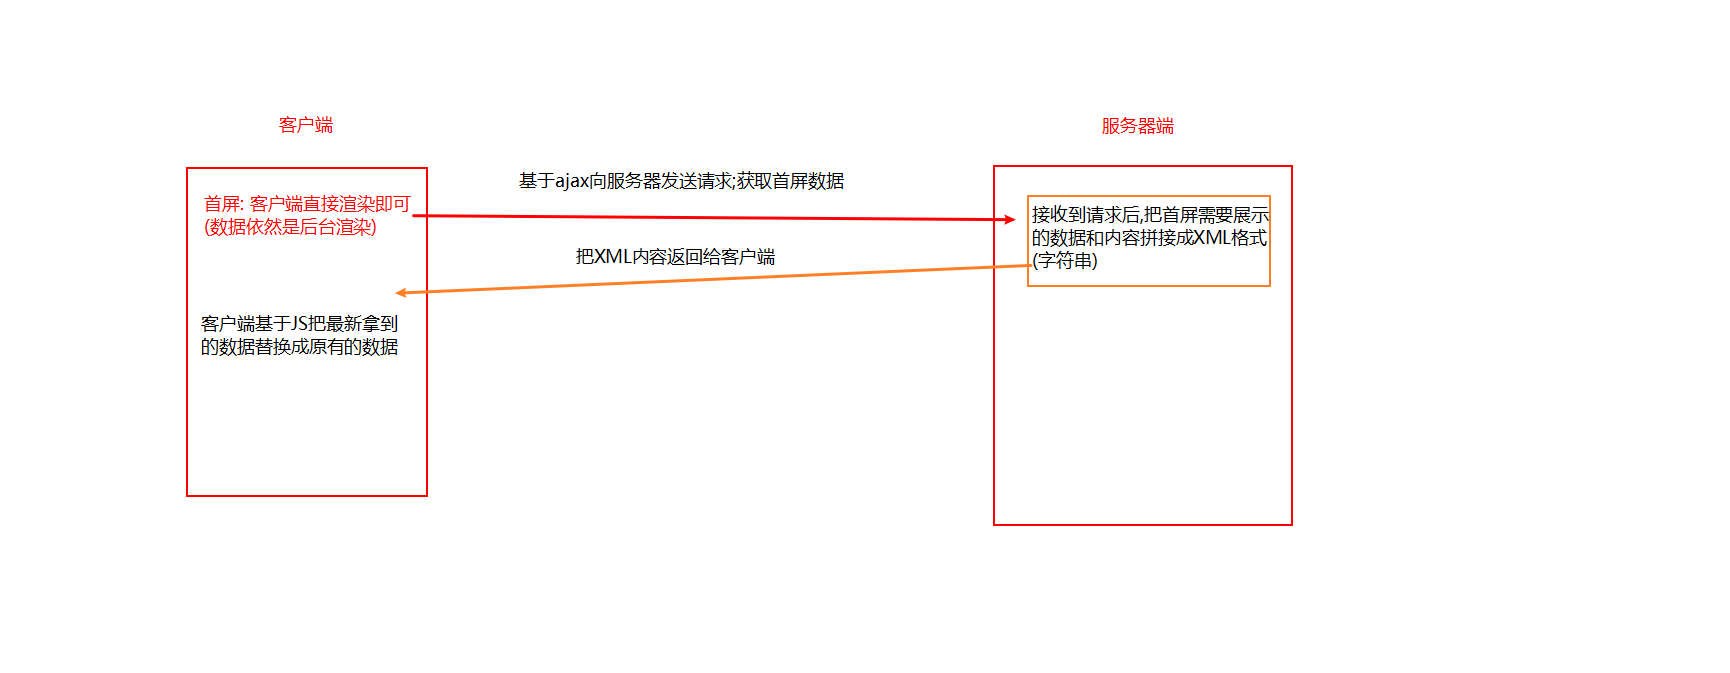 客户端
服务器端
首屏: 客户端直接渲染即可
(数据依然是后台渲染)
基于ajax向服务器发送请求;获取首屏数据
接收到请求后,把首屏需要展示
的数据和内容拼接成XML格式
(字符串)
把XML内容返回给客户端
客户端基于JS把最新拿到
的数据替换成原有的数据